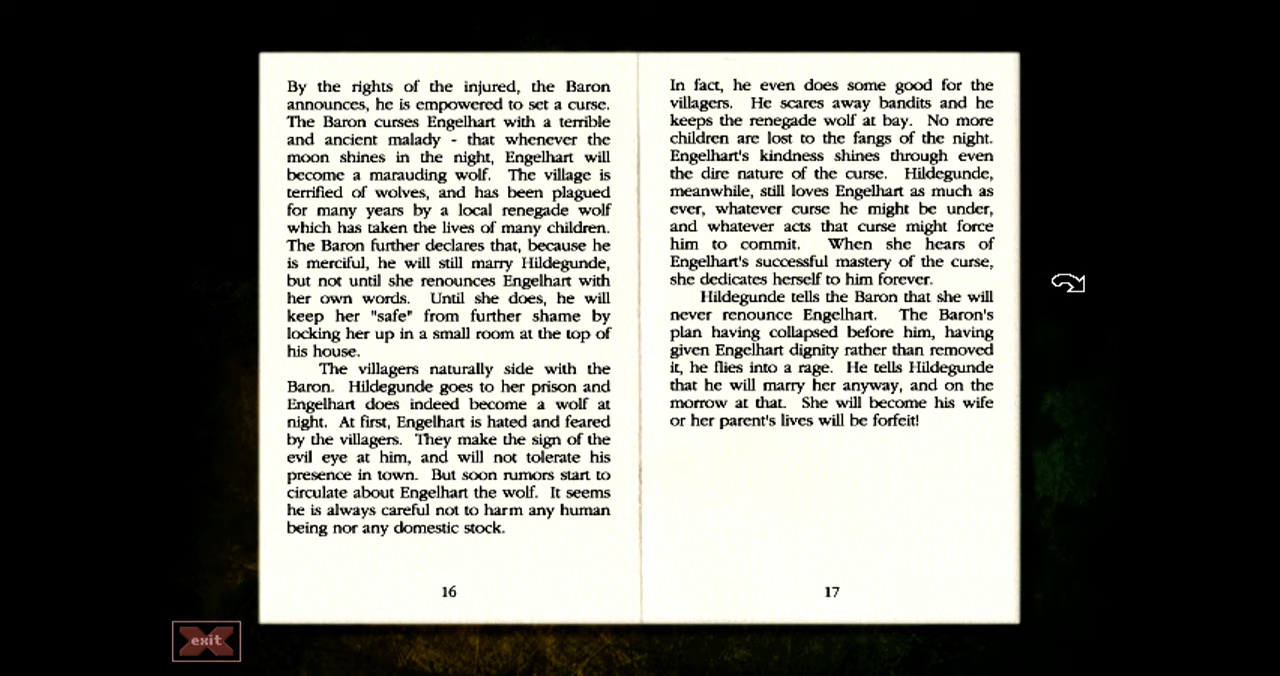 By the rights of the injured, the Baron
announces, he is empowered to set a curse.
The Baron curses Engelhart with a terrible
and ancient malady - that whenever the
moon shines in the night, Engelhart will
become a marauding wolf. The village is
terrified of wolves, and has been plagued
for many years by a local renegade wolf
which has taken the lives of many children.
The Baron further declares that, because he
is merciful, he will still marry Hildegunde,
but not until she renounces Engelhart with
her own words. Until she does, he will
keep her "safe" from further shame by
locking her up in a small room at the top of
his house.
The villagers naturally side with the
Baron. Hildegunde goes to her prison and
Engelhart does indeed become a wolf at
night. At first, Engelhart is hated and feared
by the villagers. They make the sign of the
evil eye at him, and will not tolerate his
presence in town. But soon rumors start to
circulate about Engelhart the wolf. It seems
he is always careful not to harm any human
being nor any domestic stock.
16
In fact, he even does some good for the
villagers. He scares away bandits and he
keeps the renegade wolf at bay. No more
children are lost to the fangs of the night.
Engelhart's kindness shines through even
the dire nature of the curse. Hildegunde,
meanwhile, still loves Engelhart as much as
ever, whatever curse he might be under,
and whatever acts that curse might force
him to commit. When she hears of
Engelhart's successful mastery of the curse,
she dedicates herself to him forever.
Hildegunde tells the Baron that she will
never renounce Engelhart. The Baron's
plan having collapsed before him, having
given Engelhart dignity rather than removed
it, he flies into a rage. He tells Hildegunde
that he will marry her anyway, and on the
morrow at that. She will become his wife
or her parent's lives will be forfeit!
17
exit